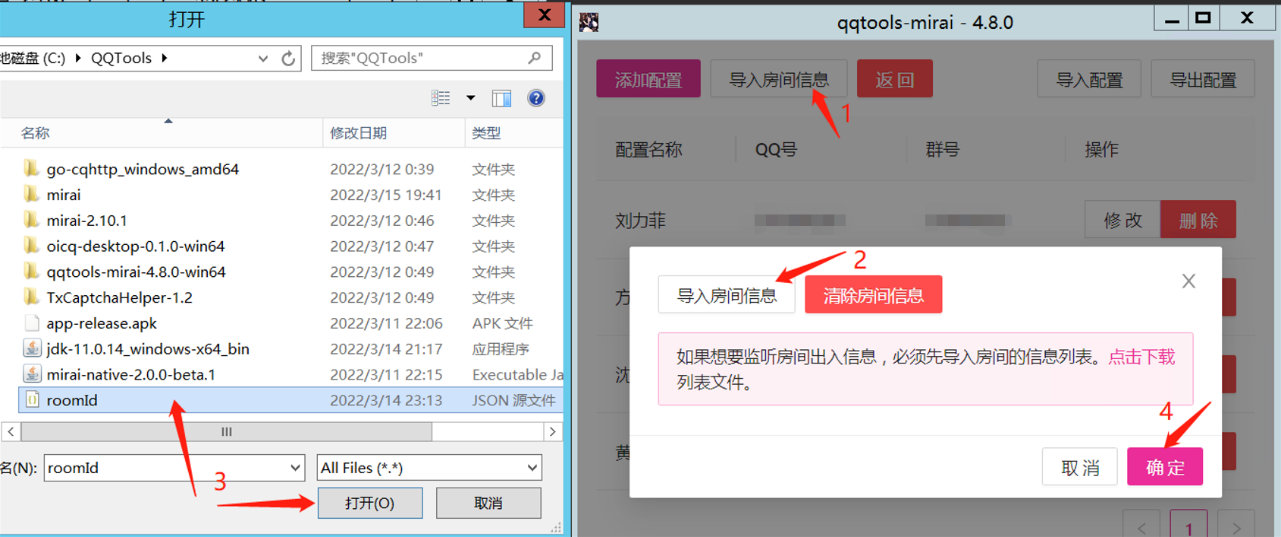 打开
地磁盘 (C:) QQTools
搜索"QQTools"
名称 修改日期 类型
go-cqhttp_windows_amd64 2022/3/12 0:39 文件夹
mirai 2022/3/15 19:41 文件夹
mirai-2.10.1 2022/3/12 0:46 文件夹
oicq-desktop-0.1.0-win64 2022/3/12 0:47 文件夹
qqtools-mirai-4.8.0-win64 2022/3/12 0:49 文件夹
TxCaptchaHelper-1.2 2022/3/12 0:49 文件夹
app-release.apk 2022/3/11 22:06 APK 文件
jdk-11.0.14_windows-x64_bin 2022/3/14 21:17 应用程序
mirai-native-2.0.0-beta.1 2022/3/11 22:15 Executable Ja
roomId 2022/3/14 23:13 JSON 源文件
名(N): roomId All Files (*.*)
3
打开(O) 取消
qqtools-mirai - 4.8.0
添加配置 导入房间信息 返回 导入配置 导出配置
1
配置名称 QQ号 群号 操作
刘力菲 修改 删除
2
导入房间信息 清除房间信息
方
如果想要监听房间出入信息，必须先导入房间的信息列表。点击下载
列表文件。
沈
4
黄
取消 确定
1